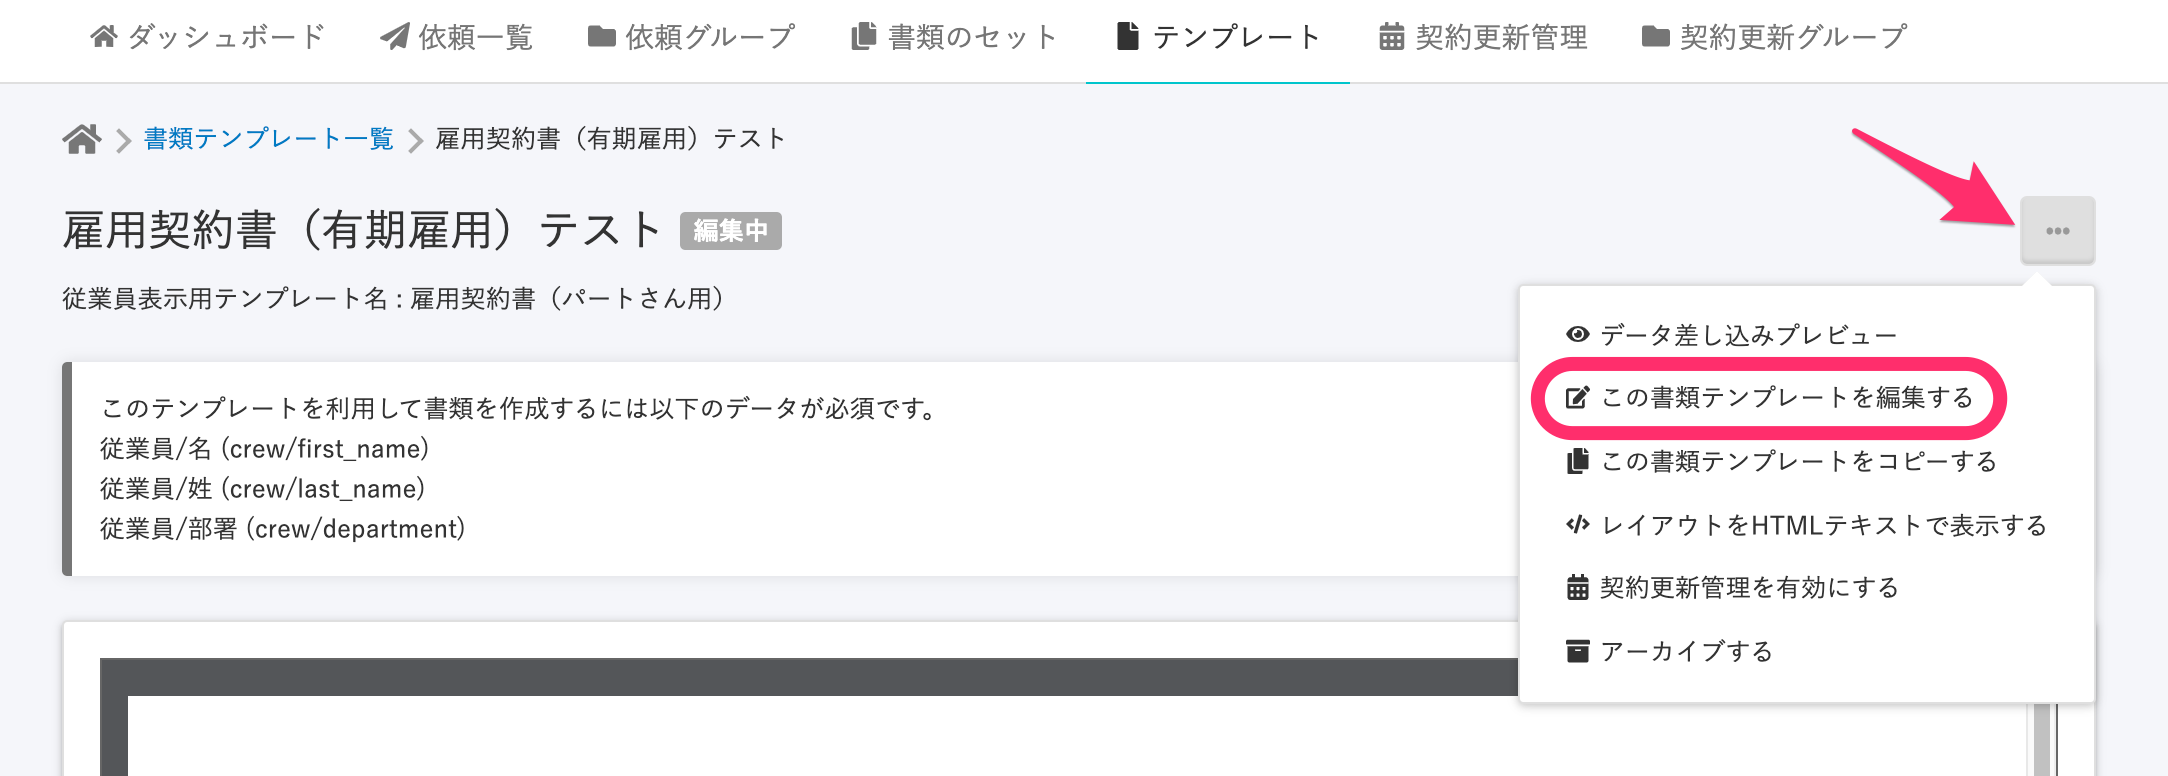 ダッシュボード 依頼一覧 依頼グループ 書類のセット テンプレート 契約更新管理 契約更新グループ
書類テンプレート一覧 雇用契約書（有期雇用）テスト
雇用契約書（有期雇用）テスト 編集中
従業員表示用テンプレート名 : 雇用契約書（パートさん用）
このテンプレートを利用して書類を作成するには以下のデータが必須です。
従業員/名 (crew/first_name)
従業員/姓 (crew/last_name)
従業員/部署 (crew/department)
データ差し込みプレビュー
この書類テンプレートを編集する
この書類テンプレートをコピーする
レイアウトをHTMLテキストで表示する
契約更新管理を有効にする
アーカイブする